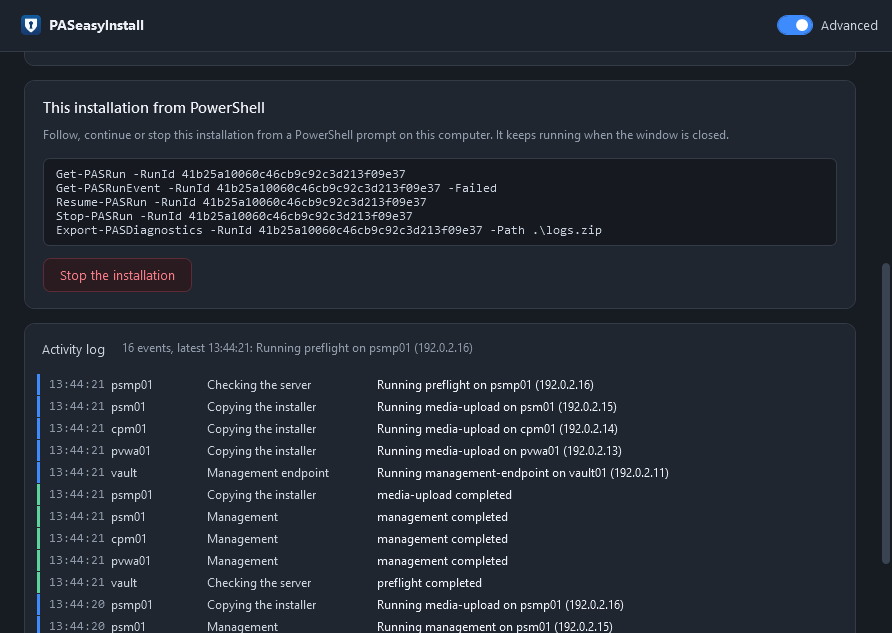 PASeasyInstall
Advanced
This installation from PowerShell
Follow, continue or stop this installation from a PowerShell prompt on this computer. It keeps running when the window is closed.
Get-PASRun -RunId 41b25a10060c46cb9c92c3d213f09e37
Get-PASRunEvent -RunId 41b25a10060c46cb9c92c3d213f09e37 -Failed
Resume-PASRun -RunId 41b25a10060c46cb9c92c3d213f09e37
Stop-PASRun -RunId 41b25a10060c46cb9c92c3d213f09e37
Export-PASDiagnostics -RunId 41b25a10060c46cb9c92c3d213f09e37 -Path .\logs.zip
Stop the installation
Activity log 16 events, latest 13:44:21: Running preflight on psmp01 (192.0.2.16)
13:44:21 psmp01 Checking the server Running preflight on psmp01 (192.0.2.16)
13:44:21 psm01 Copying the installer Running media-upload on psm01 (192.0.2.15)
13:44:21 cpm01 Copying the installer Running media-upload on cpm01 (192.0.2.14)
13:44:21 pvwa01 Copying the installer Running media-upload on pvwa01 (192.0.2.13)
13:44:21 vault Management endpoint Running management-endpoint on vault01 (192.0.2.11)
13:44:21 psmp01 Copying the installer media-upload completed
13:44:21 psm01 Management management completed
13:44:21 cpm01 Management management completed
13:44:21 pvwa01 Management management completed
13:44:21 vault Checking the server preflight completed
13:44:20 psmp01 Copying the installer Running media-upload on psmp01 (192.0.2.16)
13:44:20 psm01 Management Running management on psm01 (192.0.2.15)